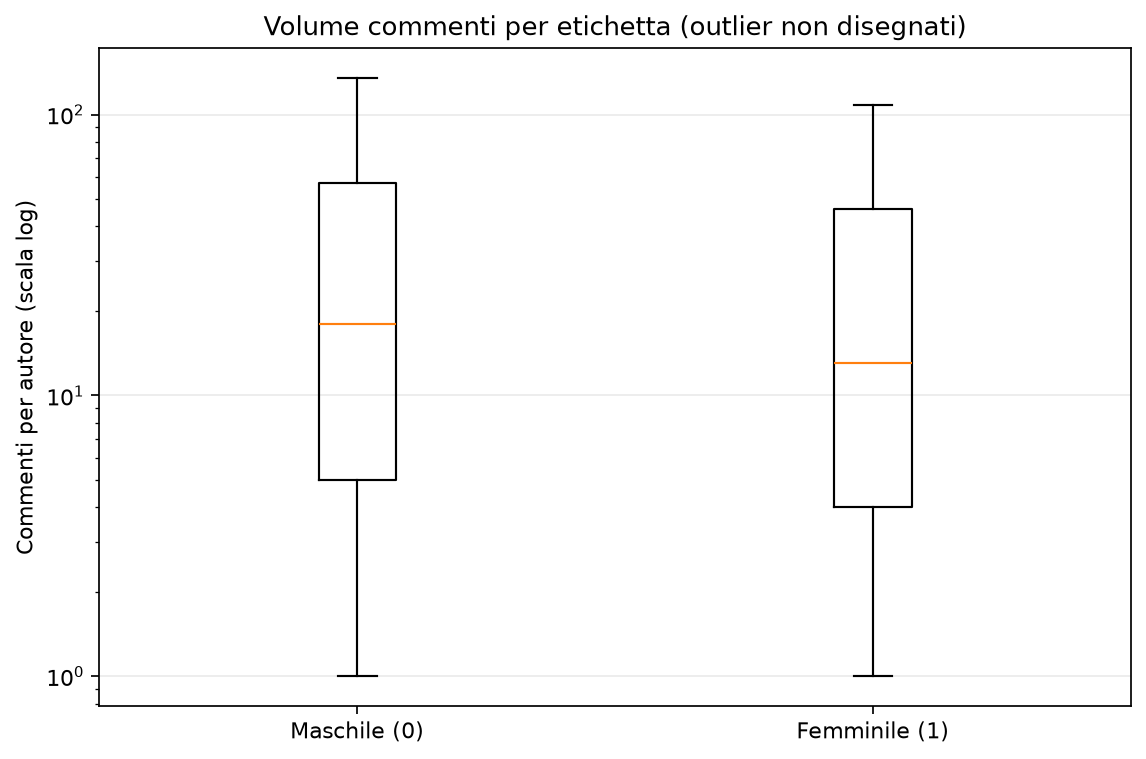 Volume commenti per etichetta (outlier non disegnati)
Commenti per autore (scala log)
10²
10¹
10⁰
Maschile (0)
Femminile (1)